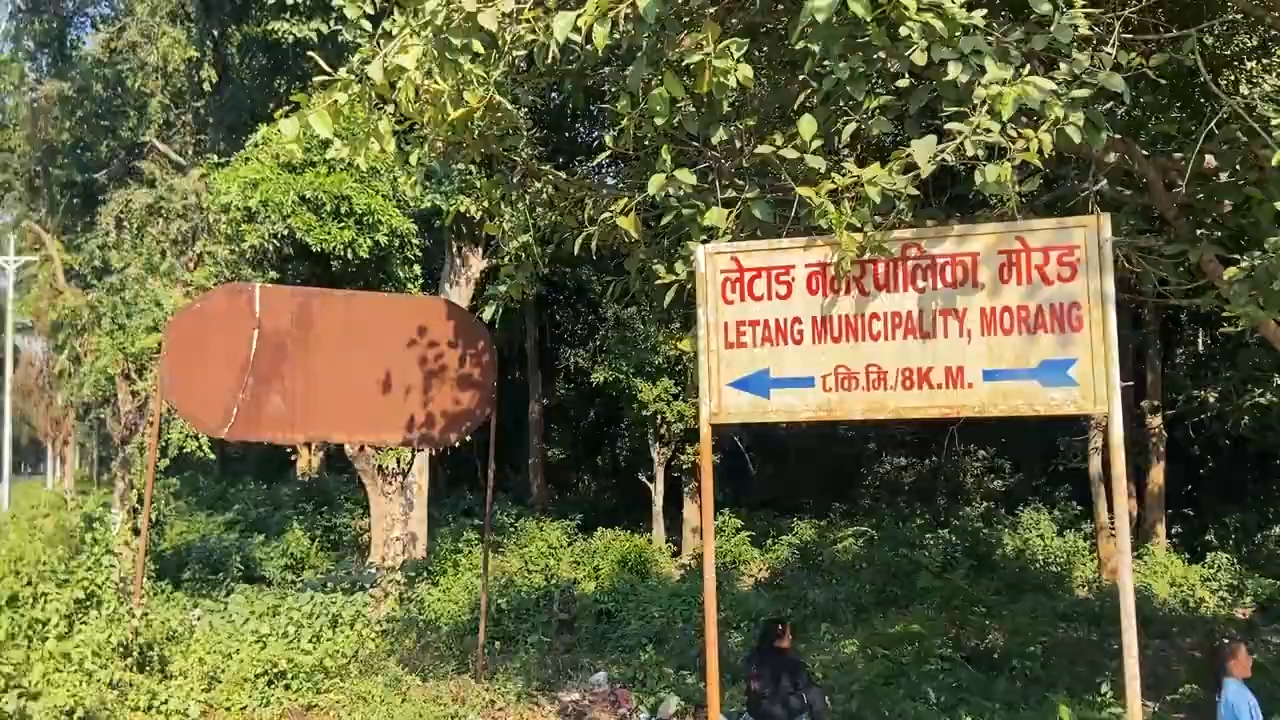 लेटाङ नगरपालिका, मोरङ
LETANG MUNICIPALITY, MORANG
८कि.मि./8K.M.